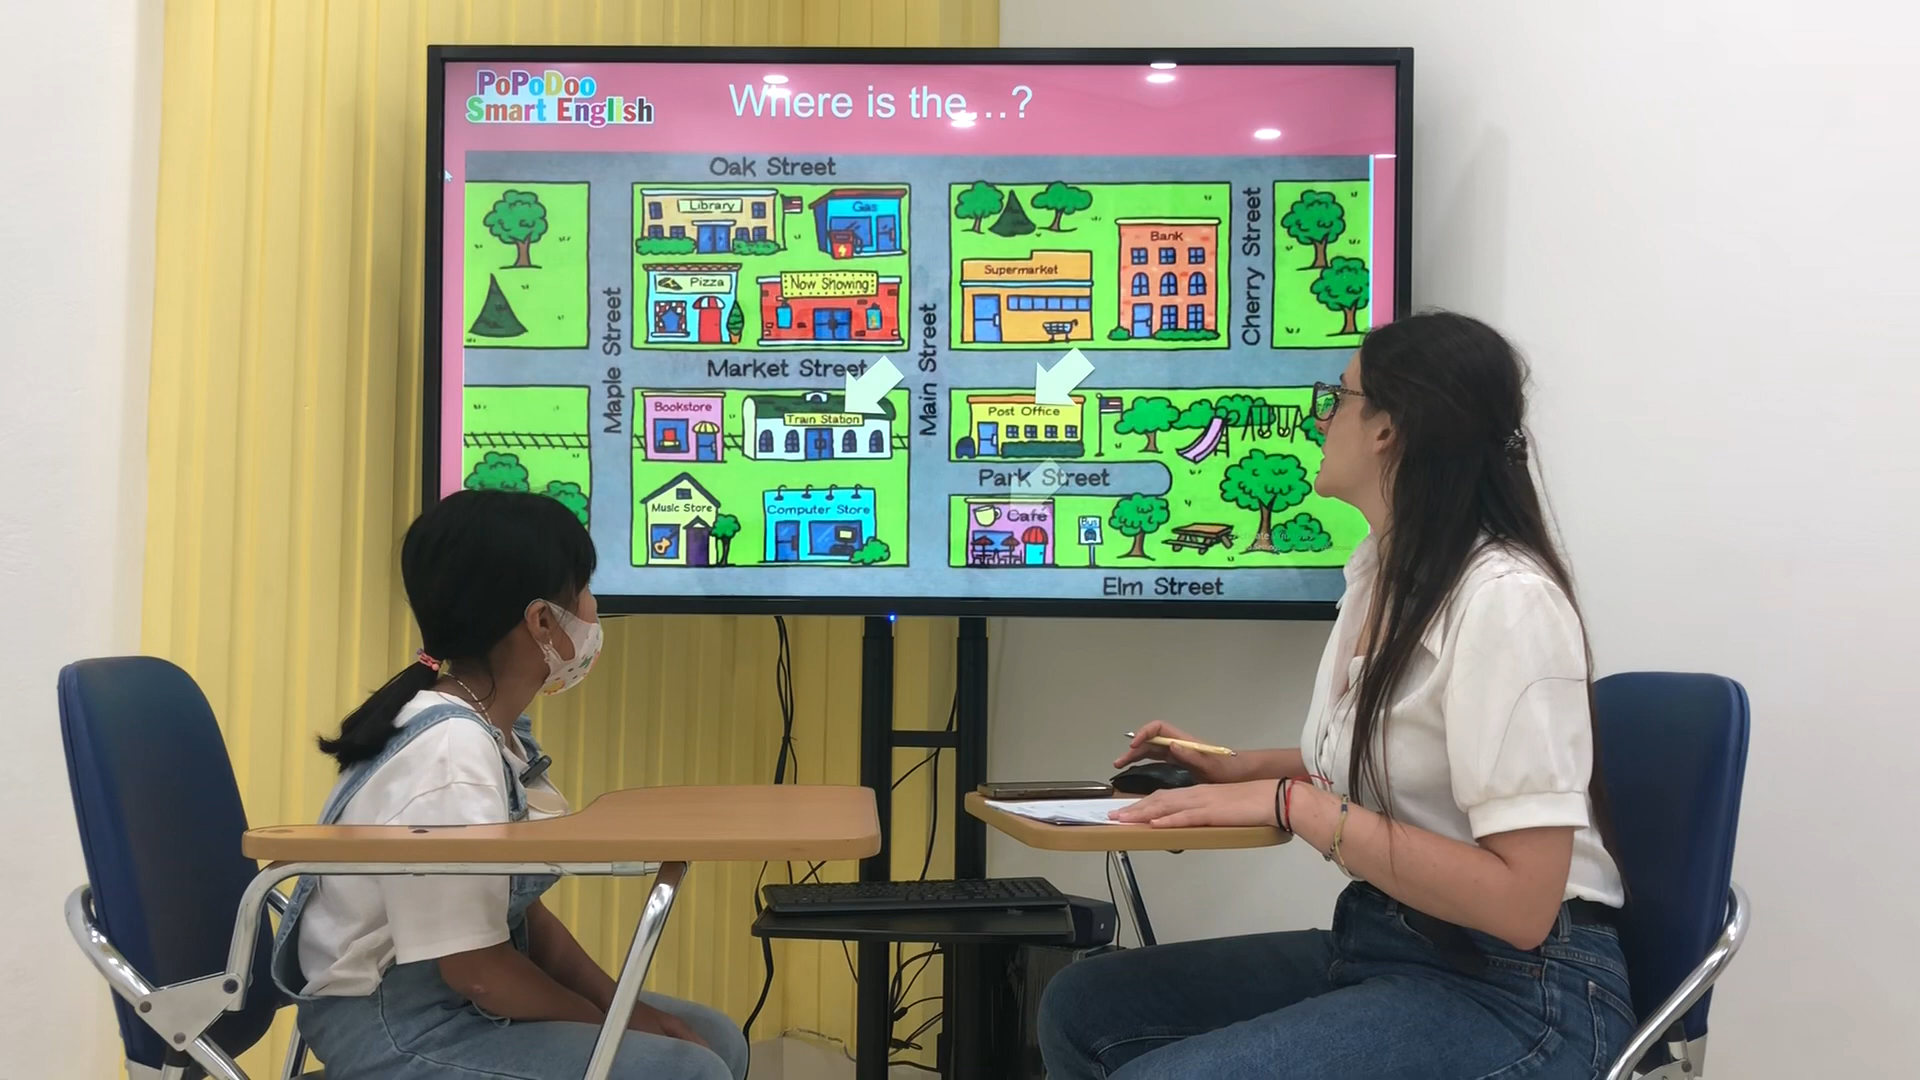 PoPoDoo
Smart English
Where is the...?
Oak Street
Library
Gas
Pizza
Now Showing
Supermarket
Bank
Cherry Street
Maple Street
Market Street
Main Street
Bookstore
Train Station
Post Office
Park Street
Music Store
Computer Store
Café
Bus
Elm Street